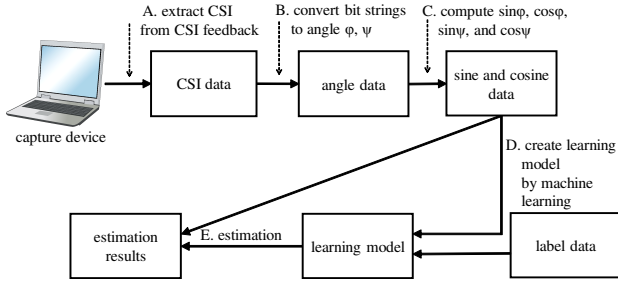 A. extract CSI
from CSI feedback
B. convert bit strings
to angle φ, ψ
C. compute sinφ, cosφ,
sinψ, and cosψ
CSI data
angle data
sine and cosine
data
capture device
D. create learning
model
by machine
learning
estimation
results
E. estimation
learning model
label data